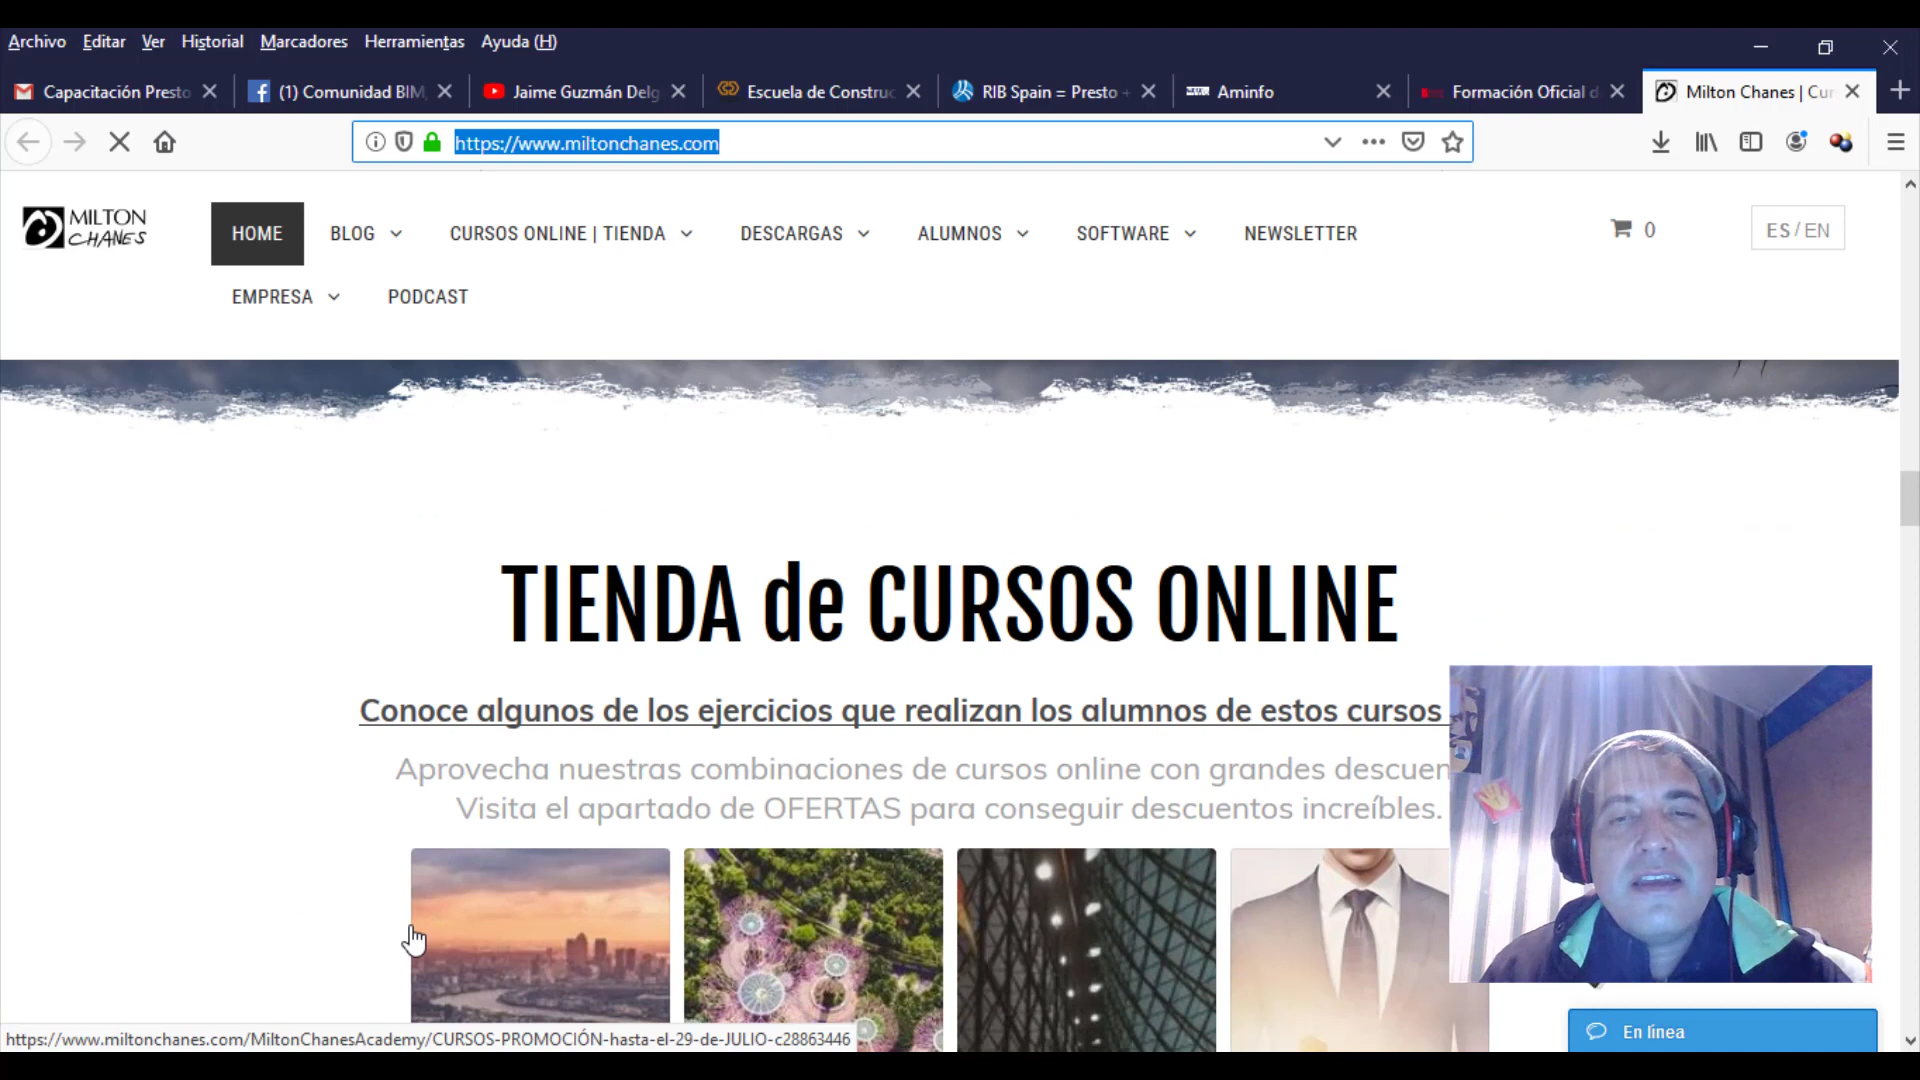 Archivo Editar Ver Historial Marcadores Herramientas Ayuda (H)
Capacitación Presto
(1) Comunidad BIM,
Jaime Guzmán Delg
Escuela de Construc
RIB Spain = Presto +
Aminfo
Formación Oficial d
Milton Chanes | Cur
https://www.miltonchanes.com
MILTON
CHANES
HOME BLOG CURSOS ONLINE | TIENDA DESCARGAS ALUMNOS SOFTWARE NEWSLETTER
0
ES / EN
EMPRESA PODCAST
TIENDA de CURSOS ONLINE
Conoce algunos de los ejercicios que realizan los alumnos de estos cursos
Aprovecha nuestras combinaciones de cursos online con grandes descuen
Visita el apartado de OFERTAS para conseguir descuentos increíbles.
https://www.miltonchanes.com/MiltonChanesAcademy/CURSOS-PROMOCIÓN-hasta-el-29-de-JULIO-c28863446
En línea